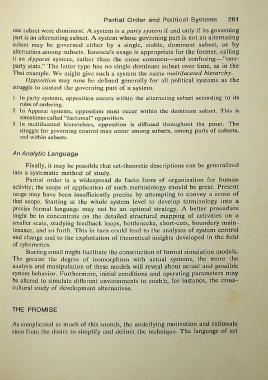 Partial Order and Political Systems 281
one subset were dominant. A system is a party system if and only if its governing
part is an alternating subset. A system whose governing part is not an alternating
subset may be governed either by a single, stable, dominant subset, or by
alternation among subsets. Ionescu's usage is appropriate for the former, calling
it an Apparat system, rather than the more common—and confusing—"one-
party state." The latter type has no single dominant subset over time, as in the
Thai example. We might give such a system the name multifaceted hierarchy.
Opposition may now be defined generally for all political systems as the
struggle to control the governing part of a system.
1. In party systems, opposition occurs within the alternating subset according to its
rules of ordering.
2. In Apparat systems, opposition must occur within the dominant subset. This is
sometimes called "factional" opposition.
3. In multifaceted hierarchies, opposition is diffused throughout the poset. The
struggle for governing control may occur among subsets, among parts of subsets,
and within subsets.
An Analytic Language
Finally, it may be possible that set-theoretic descriptions can be generalized
into a systematic method of study.
Partial order is a widespread de facto form of organization for human
activity; the scope of application of such methodology should be great. Present
usage may have been insufficiently precise by attempting to convey a sense of
that scope. Starting at the whole system level to develop terminology into a
precise formal language may not be an optimal strategy. A better procedure
might be to concentrate on the detailed structural mapping of activities on a
smaller scale, studying feedback loops, bottlenecks, short-cuts, boundary main-
tenance, and so forth. This in turn could lead to the analyses of system control
and change and to the exploitation of theoretical insights developed in the field
of cybernetics.
Starting small might facilitate the construction of formal simulation models.
The greater the degree of isomorphism with actual systems, the more the
analysis and manipulation of these models will reveal about actual and possible
system behavior. Furthermore, initial conditions and operating parameters may
be altered to simulate different environments to enable, for instance, the cross-
cultural study of development alternatives.
THE PROMISE
As complicated as much of this sounds, the underlying motivation and rationale
stem from the desire to simplify and delimit the technique. The language of set